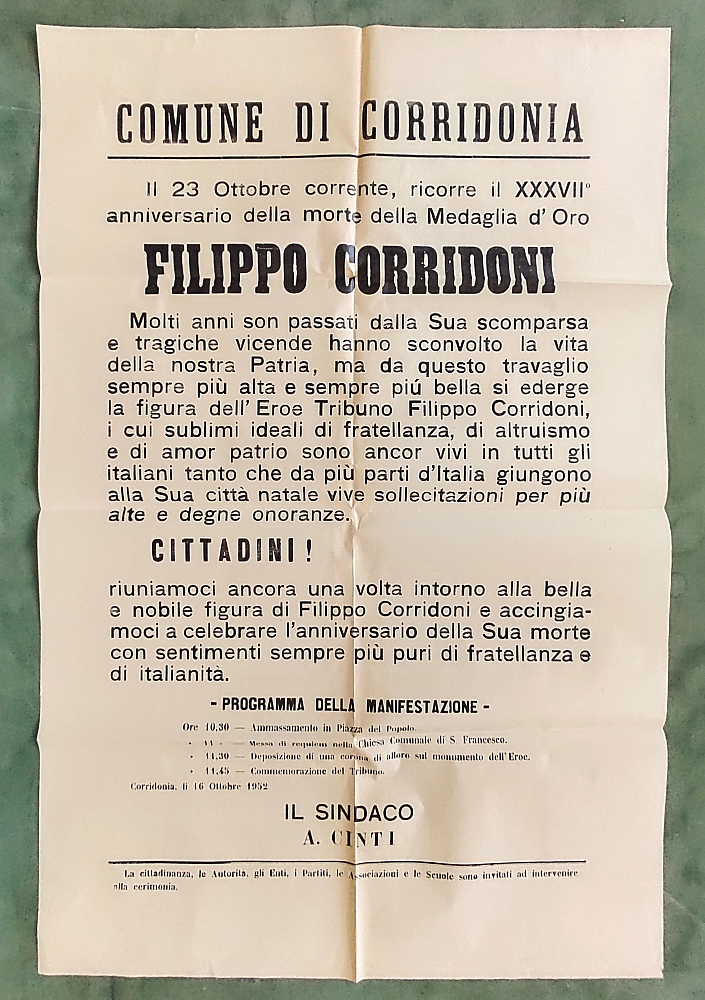 COMUNE DI CORRIDONIA
Il 23 Ottobre corrente, ricorre il XXXVII°
anniversario della morte della Medaglia d'Oro
FILIPPO CORRIDONI
Molti anni son passati dalla Sua scomparsa
e tragiche vicende hanno sconvolto la vita
della nostra Patria, ma da questo travaglio
sempre più alta e sempre piú bella si ederge
la figura dell'Eroe Tribuno Filippo Corridoni,
i cui sublimi ideali di fratellanza, di altruismo
e di amor patrio sono ancor vivi in tutti gli
italiani tanto che da più parti d'Italia giungono
alla Sua città natale vive sollecitazioni per più
alte e degne onoranze.
CITTADINI!
riuniamoci ancora una volta intorno alla bella
e nobile figura di Filippo Corridoni e accingia-
moci a celebrare l'anniversario della Sua morte
con sentimenti sempre più puri di fratellanza e
di italianità.
- PROGRAMMA DELLA MANIFESTAZIONE -
Ore 10,30 — Ammassamento in Piazza del Popolo.
" 11 - — Messa di requiem nella Chiesa Comunale di S. Francesco.
" 11,30 — Deposizione di una corona di alloro sul monumento dell'Eroe.
" 11,45 — Commemorazione del Tribuno.
Corridonia, li 16 Ottobre 1952
IL SINDACO
A. CINTI
La cittadinanza, le Autorità, gli Enti, i Partiti, le Associazioni e le Scuole sono invitati ad intervenire
alla cerimonia.